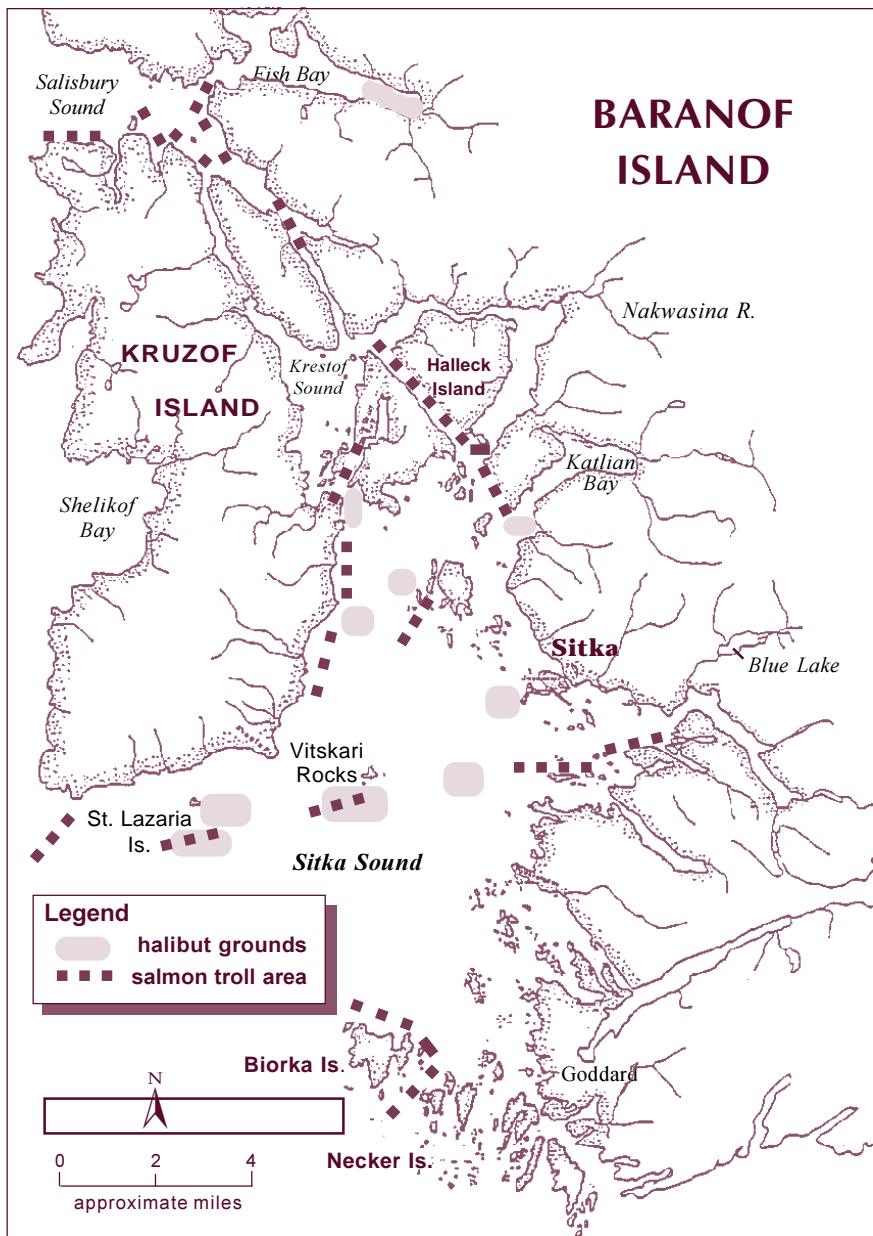 Salisbury
Sound
Fish Bay
BARANOF
ISLAND
Nakwasina R.
KRUZOF
ISLAND
Krestof
Sound
Halleck
Island
Katlian
Bay
Shelikof
Bay
Sitka
Blue Lake
Vitskari
Rocks
St. Lazaria
Is.
Sitka Sound
Legend
halibut grounds
salmon troll area
Biorka Is.
Goddard
N
Necker Is.
0 2 4
approximate miles